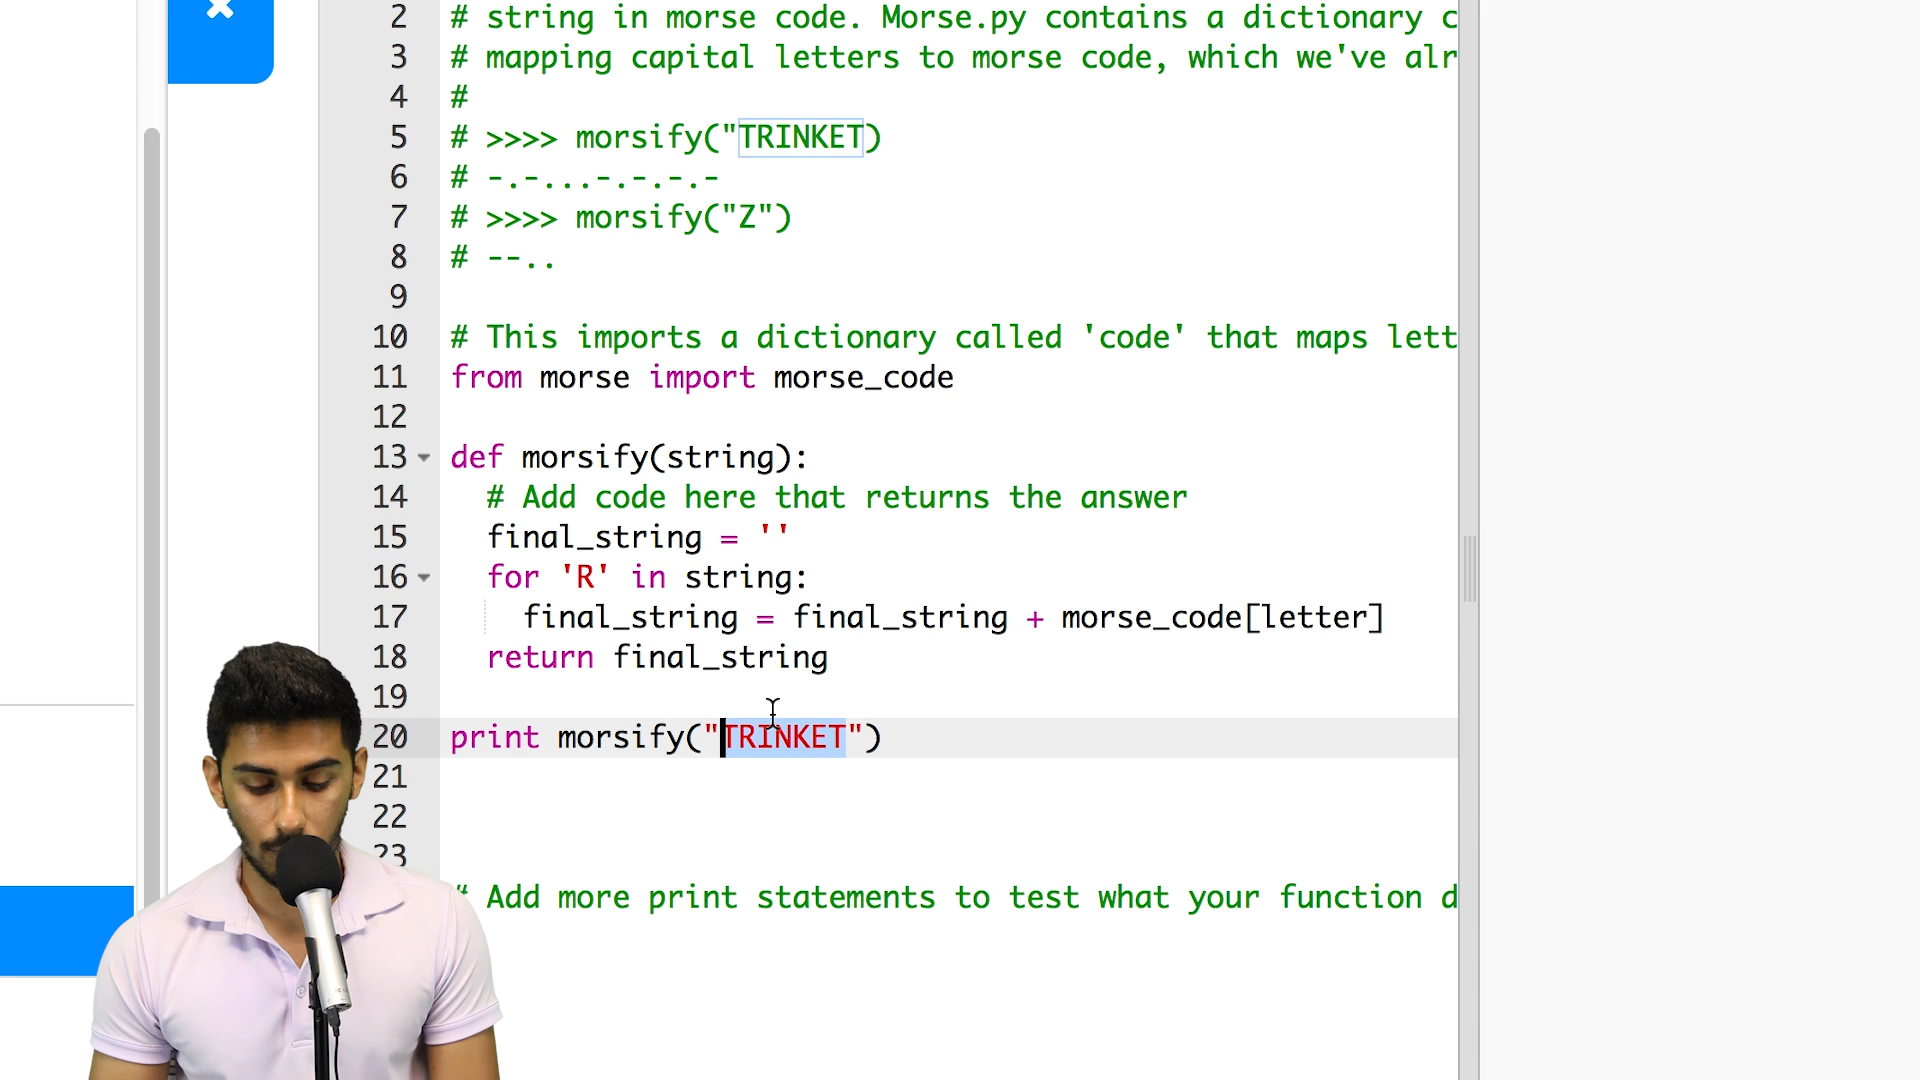 2 # string in morse code. Morse.py contains a dictionary c
3 # mapping capital letters to morse code, which we've alr
4 #
5 # >>>> morsify("TRINKET)
6 # -.-...-.-.-.-
7 # >>>> morsify("Z")
8 # --..
9
10 # This imports a dictionary called 'code' that maps lett
11 from morse import morse_code
12
13 def morsify(string):
14 # Add code here that returns the answer
15 final_string = ''
16 for 'R' in string:
17 final_string = final_string + morse_code[letter]
18 return final_string
19
20 print morsify("TRINKET")
21
22
23
# Add more print statements to test what your function d